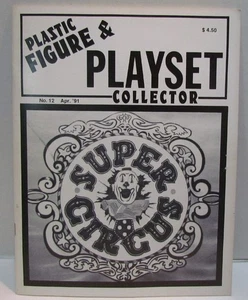 PLASTIC
FIGURE &
$ 4.50
PLAYSET
COLLECTOR
No. 12 Apr. '91
SUPER
CIRCUS